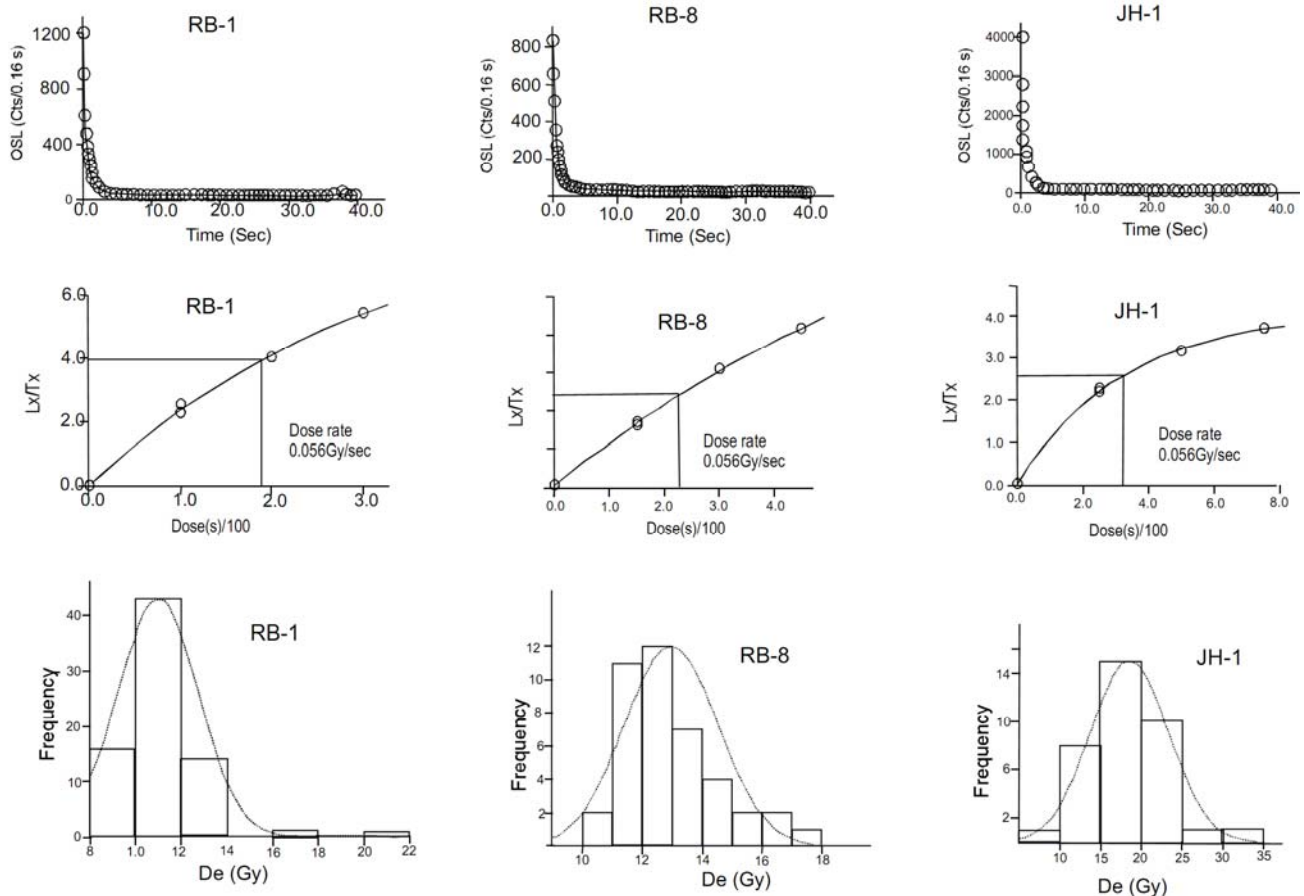 RB-1
RB-8
JH-1
OSL (Cts/0.16 s)
1200
800
400
0
0.0 10.0 20.0 30.0 40.0
Time (Sec)
OSL (Cts/0.16 s)
800
600
400
200
0.0 10.0 20.0 30.0 40.0
Time (Sec)
OSL (Cts/0.16 s)
4000
3000
2000
1000
0
0.0 10.0 20.0 30.0 40.0
Time (Sec)
RB-1
Lx/Tx
6.0
4.0
2.0
0.0
Dose rate
0.056Gy/sec
1.0 2.0 3.0
Dose(s)/100
RB-8
Lx/Tx
Dose rate
0.056Gy/sec
0.0 1.0 2.0 3.0 4.0
Dose(s)/100
JH-1
Lx/Tx
4.0
3.0
2.0
1.0
0.0
Dose rate
0.056Gy/sec
0.0 2.0 4.0 6.0 8.0
Dose(s)/100
RB-1
Frequency
40
30
20
10
0
8 1.0 12 14 16 18 20 22
De (Gy)
RB-8
Frequency
12
10
8
6
4
2
10 12 14 16 18
De (Gy)
JH-1
Frequency
14
10
6
2
10 15 20 25 30 35
De (Gy)